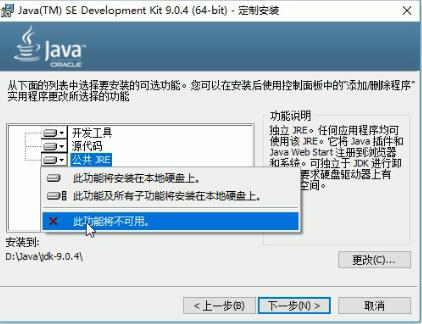 Java(TM) SE Development Kit 9.0.4 (64-bit) - 定制安装
Java
ORACLE
从下面的列表中选择要安装的可选功能。您可以在安装后使用控制面板中的"添加/删除程序"
实用程序更改所选择的功能
开发工具
源代码
公共 JRE
此功能将安装在本地硬盘上。
此功能及所有子功能将安装在本地硬盘上。
此功能将不可用。
功能说明
独立 JRE。任何应用程序均可
使用该 JRE。它将 Java 插件和
Java Web Start 注册到浏览器
和系统。可独立于 JDK 进行卸
要求硬盘驱动器上有
空间。
安装到:
D:\Java\jdk-9.0.4\
更改(C)...
< 上一步(B)
下一步(N) >
取消